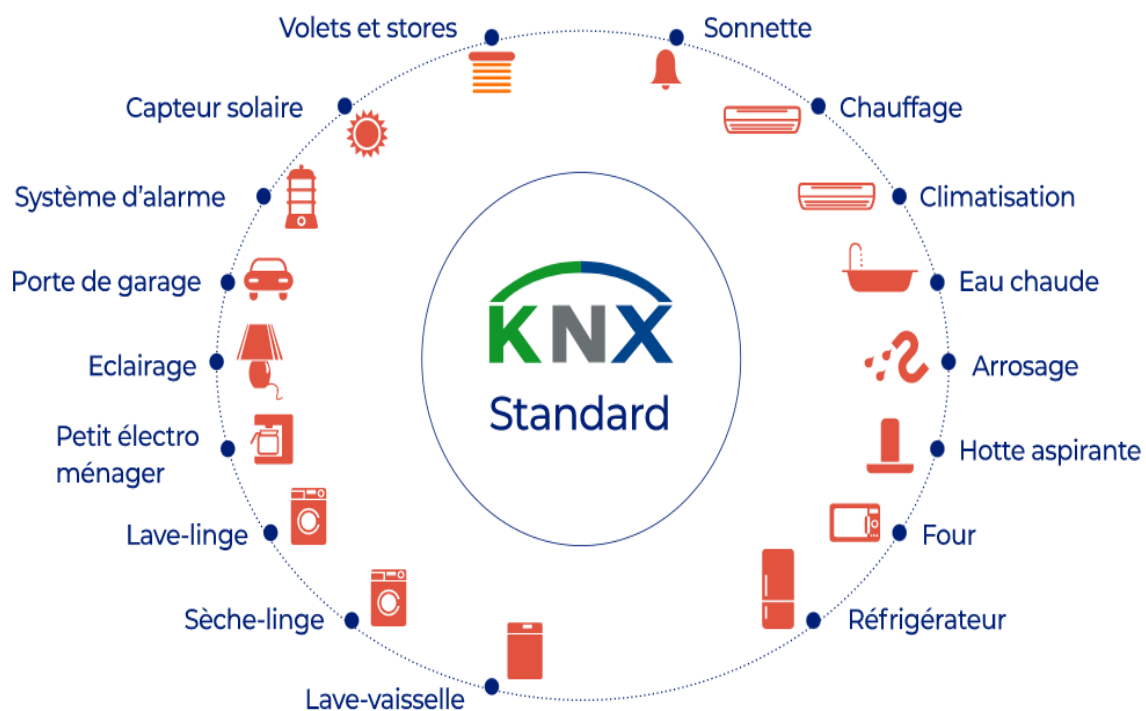 Volets et stores
Sonnette
Capteur solaire
Chauffage
Système d'alarme
Climatisation
Porte de garage
Eau chaude
KNX
Eclairage
Arrosage
Standard
Petit électro
ménager
Hotte aspirante
Lave-linge
Four
Sèche-linge
Réfrigérateur
Lave-vaisselle